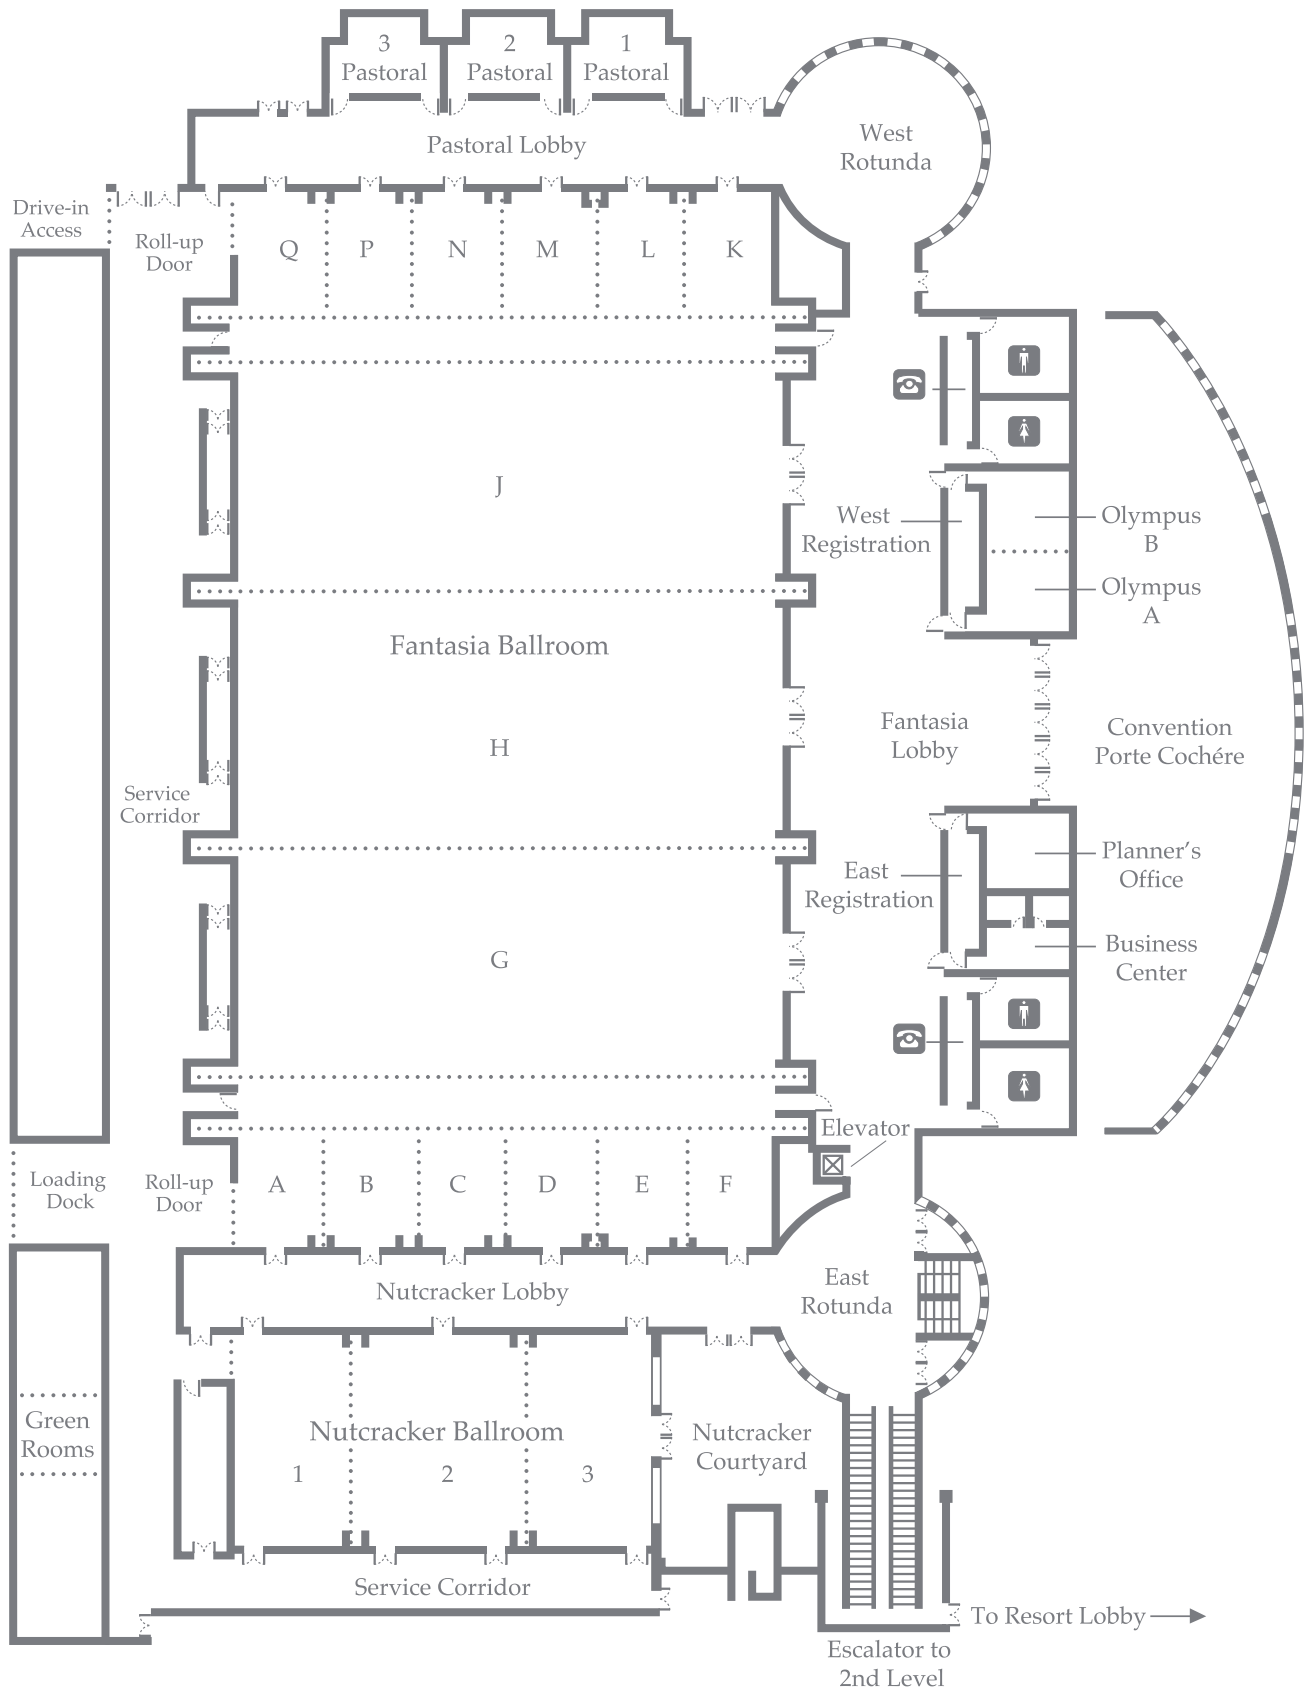 3
Pastoral
2
Pastoral
1
Pastoral
West
Rotunda
Pastoral Lobby
Drive-in
Access
Roll-up
Door
Q
P
N
M
L
K
J
West
Registration
Olympus
B
Olympus
A
Fantasia Ballroom
H
Fantasia
Lobby
Convention
Porte Cochére
Service
Corridor
East
Registration
Planner's
Office
Business
Center
G
Elevator
Loading
Dock
Roll-up
Door
A
B
C
D
E
F
Nutcracker Lobby
East
Rotunda
Green
Rooms
Nutcracker Ballroom
1
2
3
Nutcracker
Courtyard
Service Corridor
To Resort Lobby
Escalator to
2nd Level